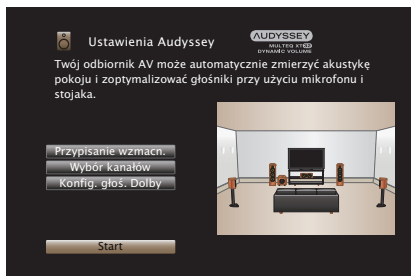 Ustawienia Audyssey
AUDYSSEY
MULTEQ XT32
DYNAMIC VOLUME
Twój odbiornik AV może automatycznie zmierzyć akustykę
pokoju i zoptymalizować głośniki przy użyciu mikrofonu i
stojaka.
Przypisanie wzmacn.
Wybór kanałów
Konfig. głoś. Dolby
Start